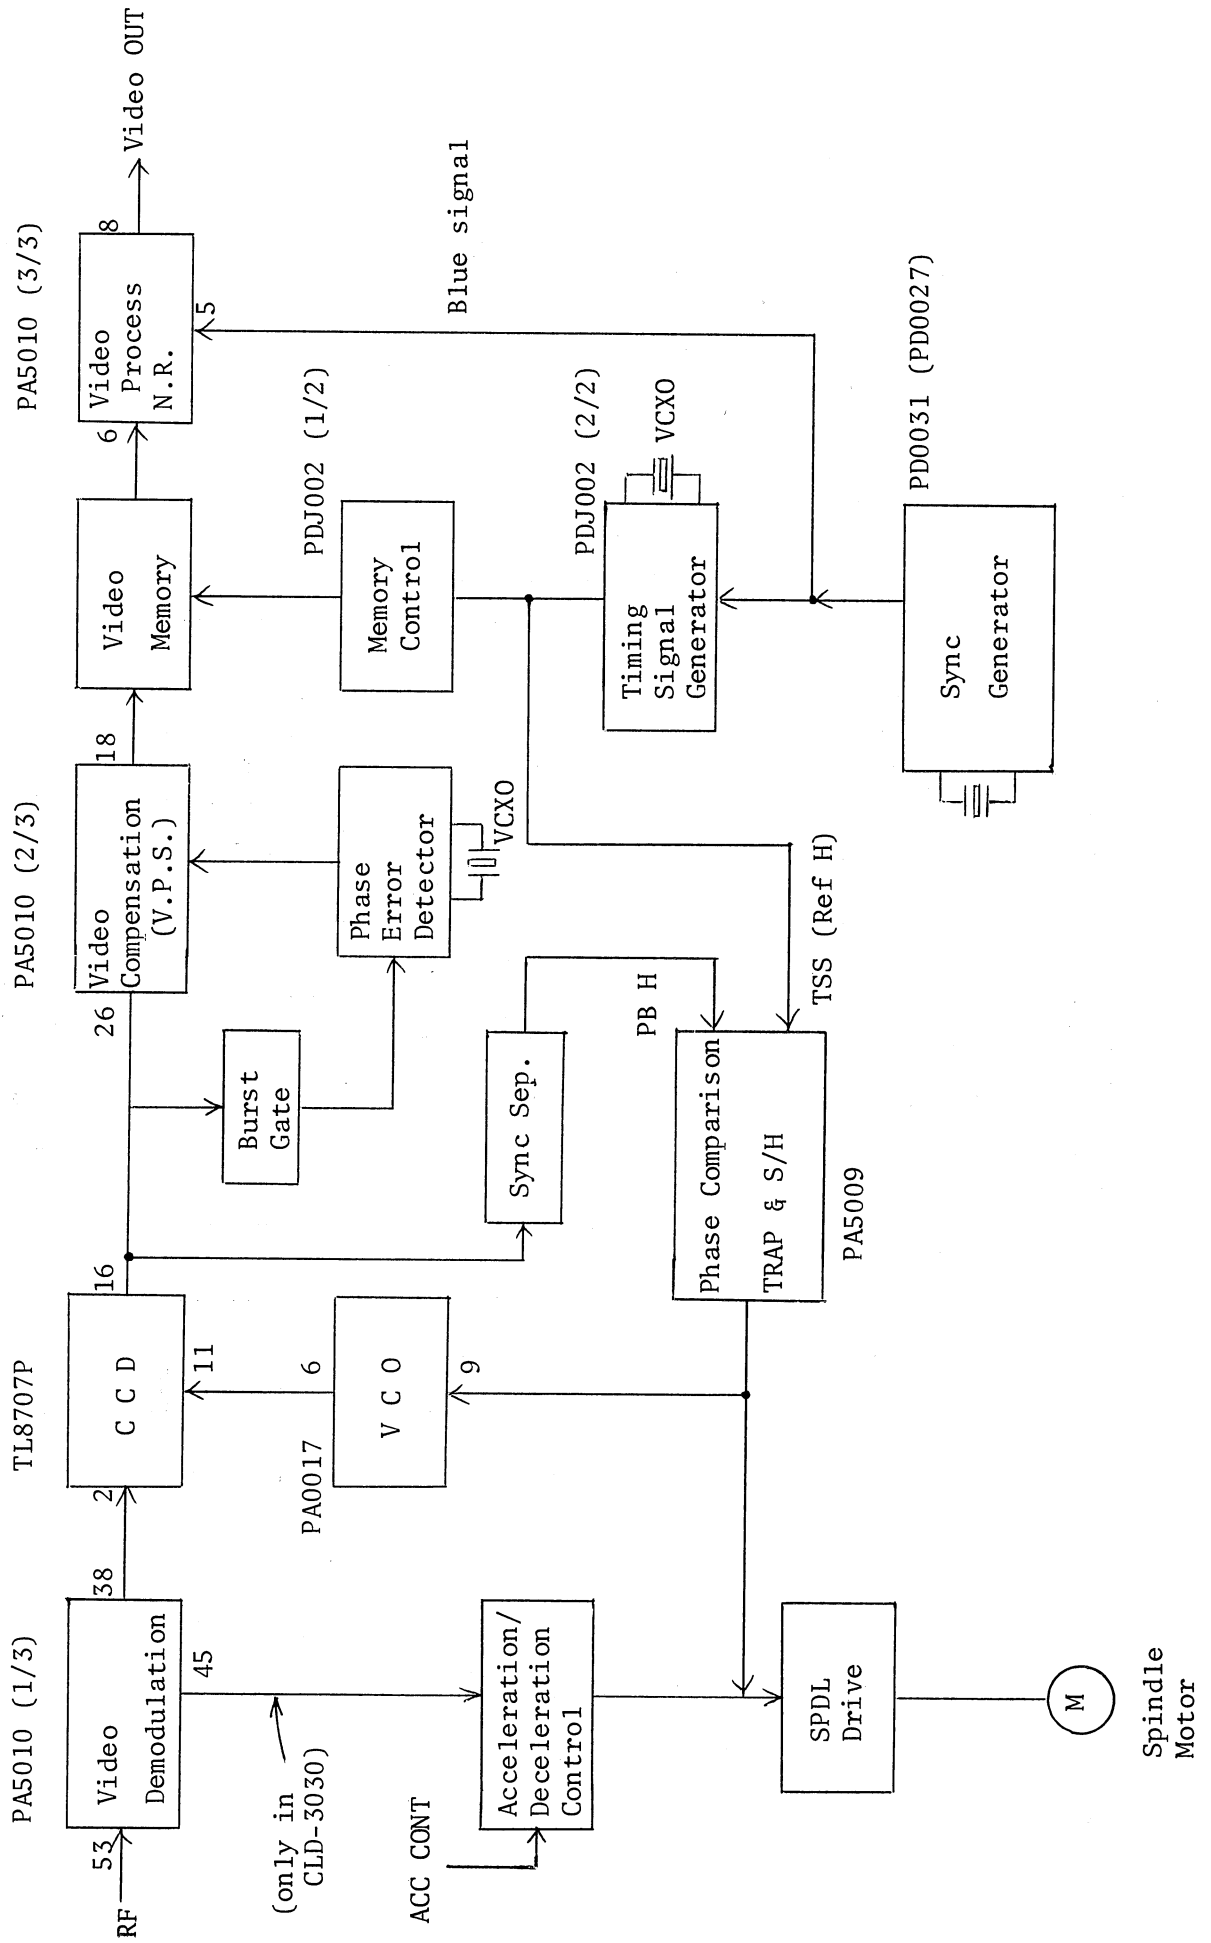 PA5010 (1/3)
TL8707P
PA5010 (2/3)
PA5010 (3/3)
RF
53
Video
Demodulation
38
2
C C D
16
26
Video
Compensation
(V.P.S.)
18
Video
Memory
6
Video
Process
N.R.
8
Video OUT
45
11
5
(only in
CLD-3030)
PA0017
6
V C O
9
Burst
Gate
Phase
Error
Detector
VCXO
PDJ002 (1/2)
Memory
Control
Blue signal
ACC CONT
Acceleration/
Deceleration
Control
Sync Sep.
PDJ002 (2/2)
Timing
Signal
Generator
VCXO
PB H
Phase Comparison
TRAP & S/H
PA5009
TSS (Ref H)
SPDL
Drive
PD0031 (PD0027)
Sync
Generator
M
Spindle
Motor